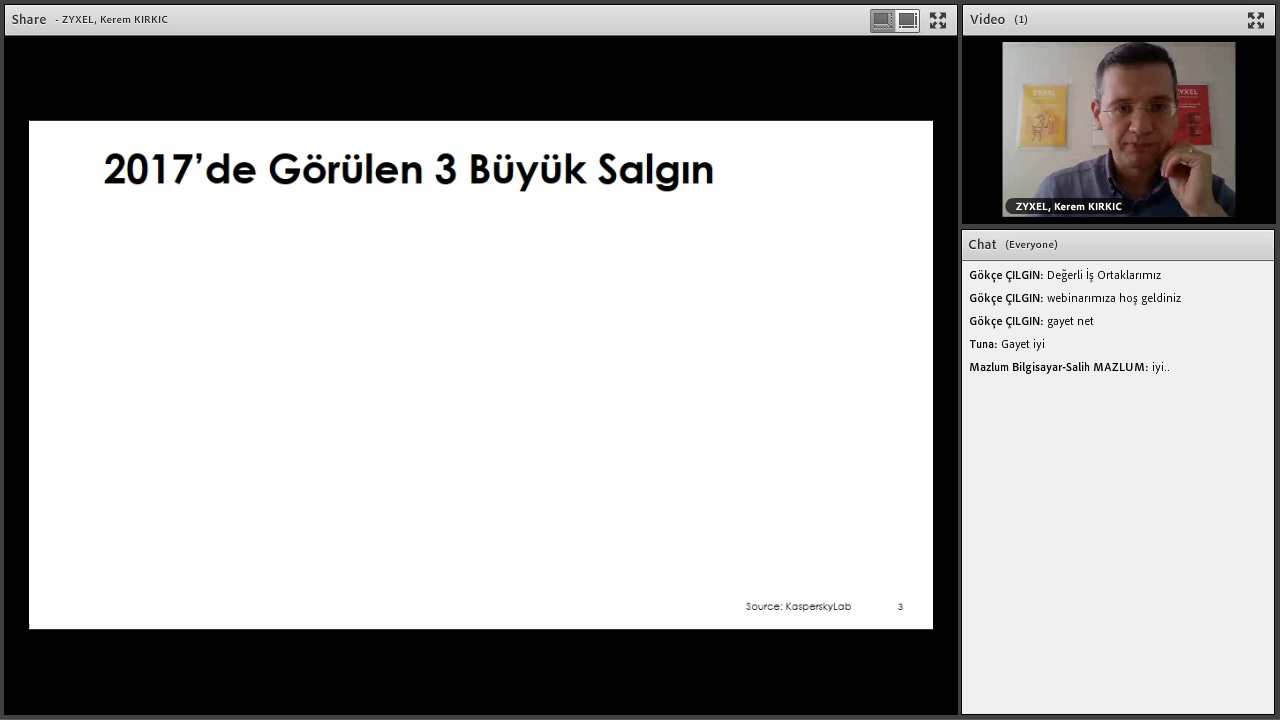 Share - ZYXEL, Kerem KIRKIC
2017’de Görülen 3 Büyük Salgın
Source: KasperskyLab 3
Video (1)
ZYXEL
ZYXEL
ZYXEL, Kerem KIRKIC
Chat (Everyone)
Gökçe ÇILGIN: Değerli İş Ortaklarımız
Gökçe ÇILGIN: webinarımıza hoş geldiniz
Gökçe ÇILGIN: gayet net
Tuna: Gayet iyi
Mazlum Bilgisayar-Salih MAZLUM: iyi..